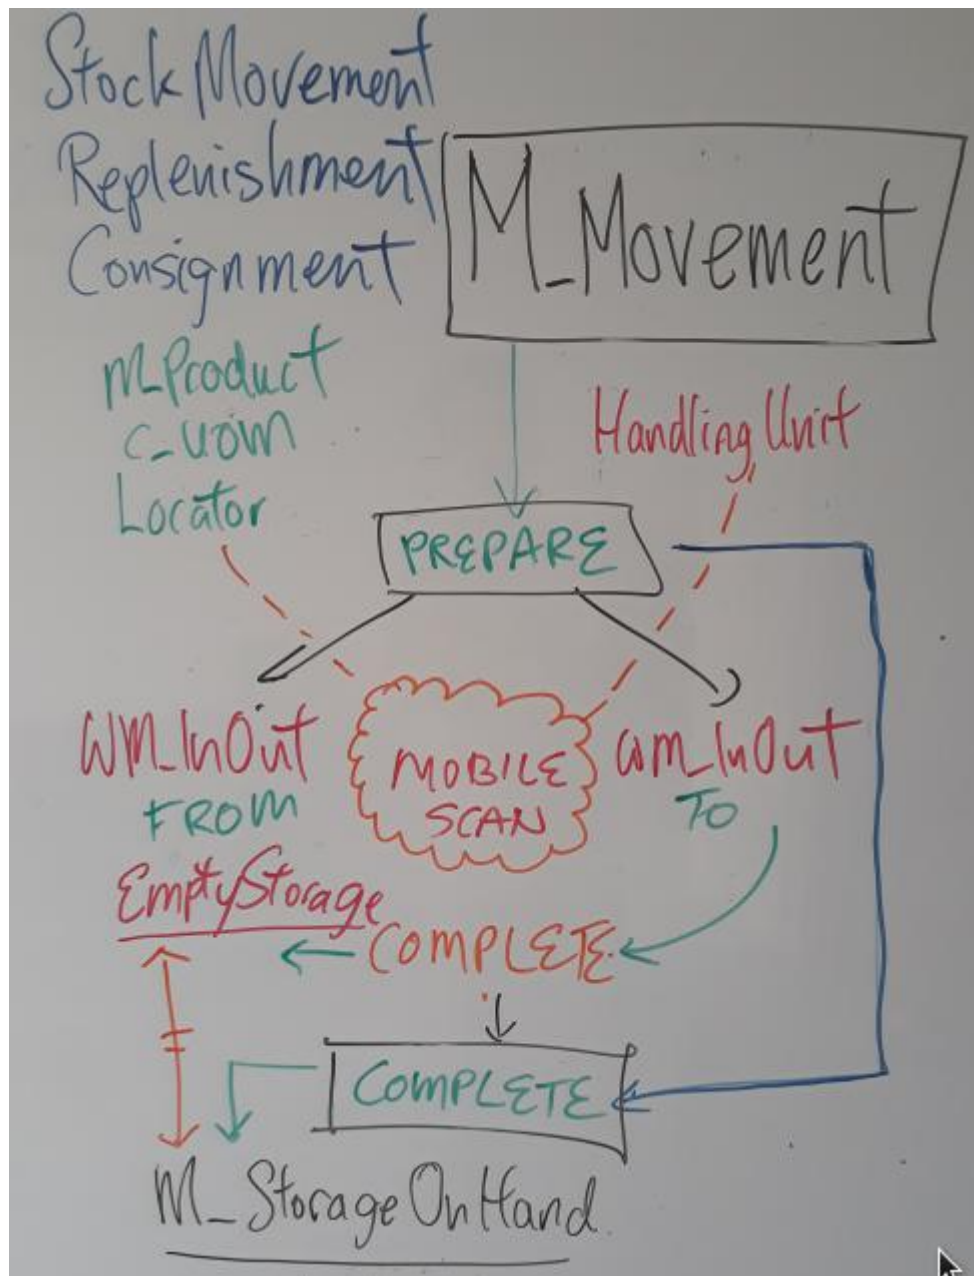 Stock Movement
Replenishment
Consignment
M_Movement
M_Product
C_UOM
Locator
Handling Unit
PREPARE
WM_InOut
FROM
MOBILE
SCAN
WM_InOut
TO
EmptyStorage
COMPLETE
COMPLETE
M_StorageOnHand